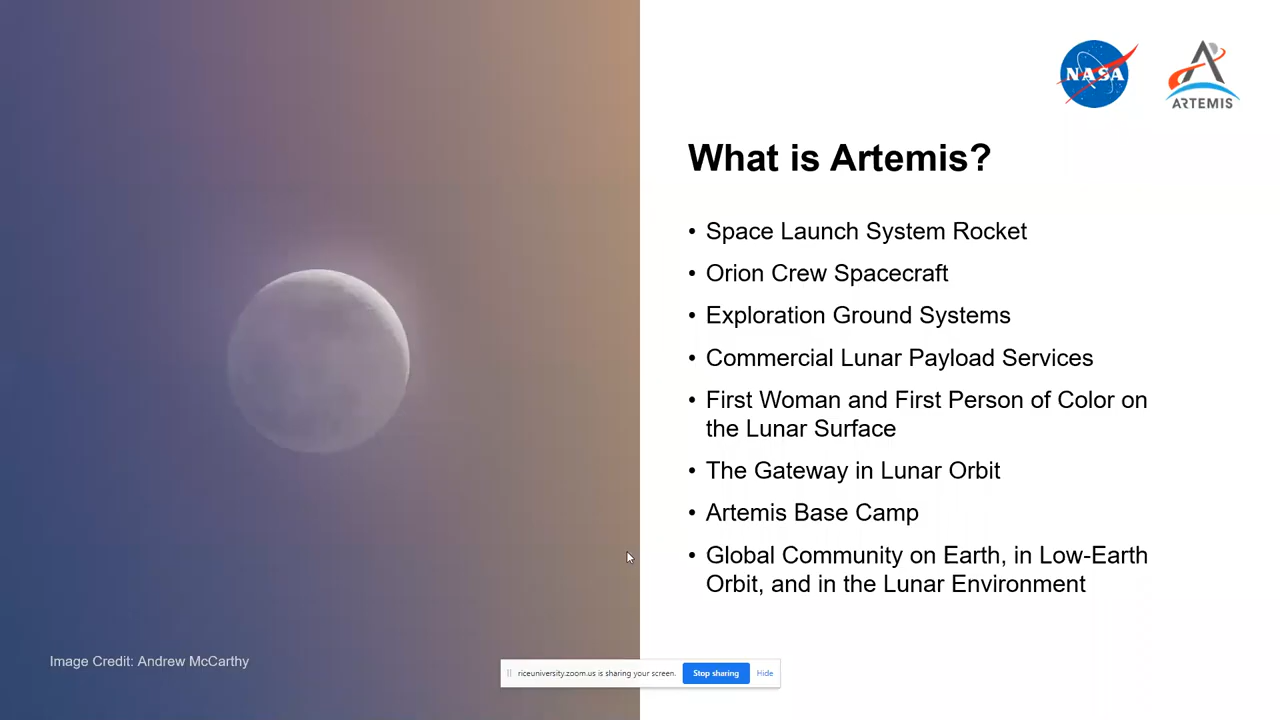 NASA
ARTEMIS
What is Artemis?
• Space Launch System Rocket
• Orion Crew Spacecraft
• Exploration Ground Systems
• Commercial Lunar Payload Services
• First Woman and First Person of Color on
the Lunar Surface
• The Gateway in Lunar Orbit
• Artemis Base Camp
• Global Community on Earth, in Low-Earth
Orbit, and in the Lunar Environment
Image Credit: Andrew McCarthy
riceuniversity.zoom.us is sharing your screen. Stop sharing Hide